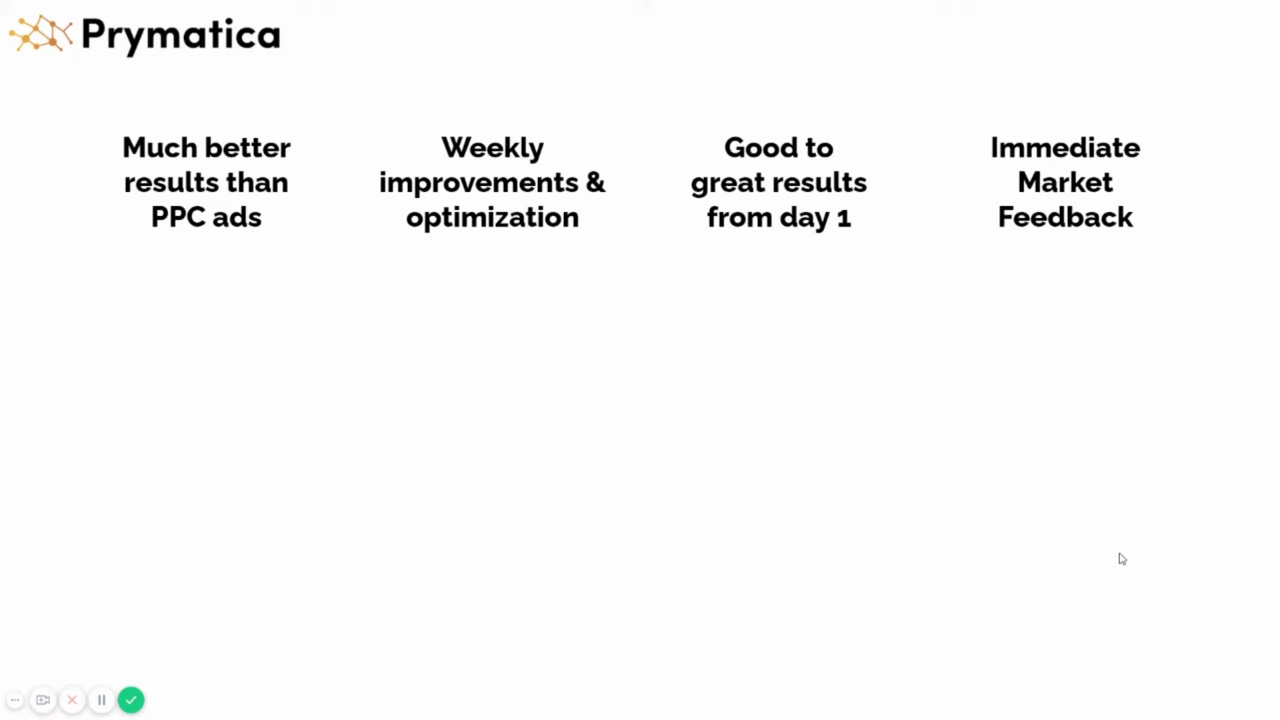 Prymatica
Much better
results than
PPC ads
Weekly
improvements &
optimization
Good to
great results
from day 1
Immediate
Market
Feedback